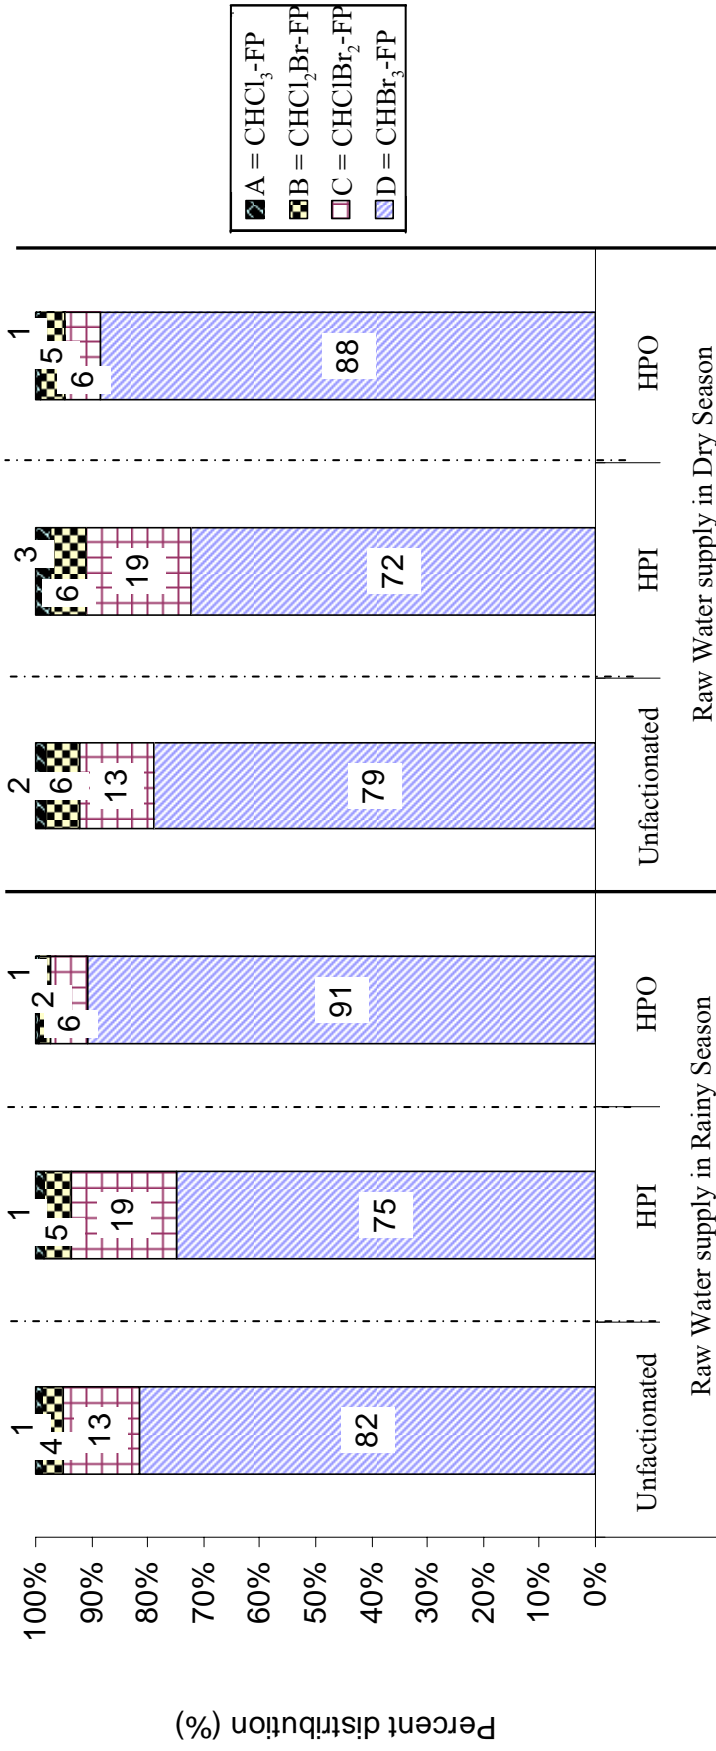 Percent distribution (%)
100%
90%
80%
70%
60%
50%
40%
30%
20%
10%
0%
1
4
13
82
1
5
19
75
1
2
6
91
2
6
13
79
3
6
19
72
1
5
6
88
Unfactionated
HPI
HPO
Unfactionated
HPI
HPO
Raw Water supply in Rainy Season
Raw Water supply in Dry Season
A = CHCl₃-FP
B = CHCl₂Br-FP
C = CHClBr₂-FP
D = CHBr₃-FP